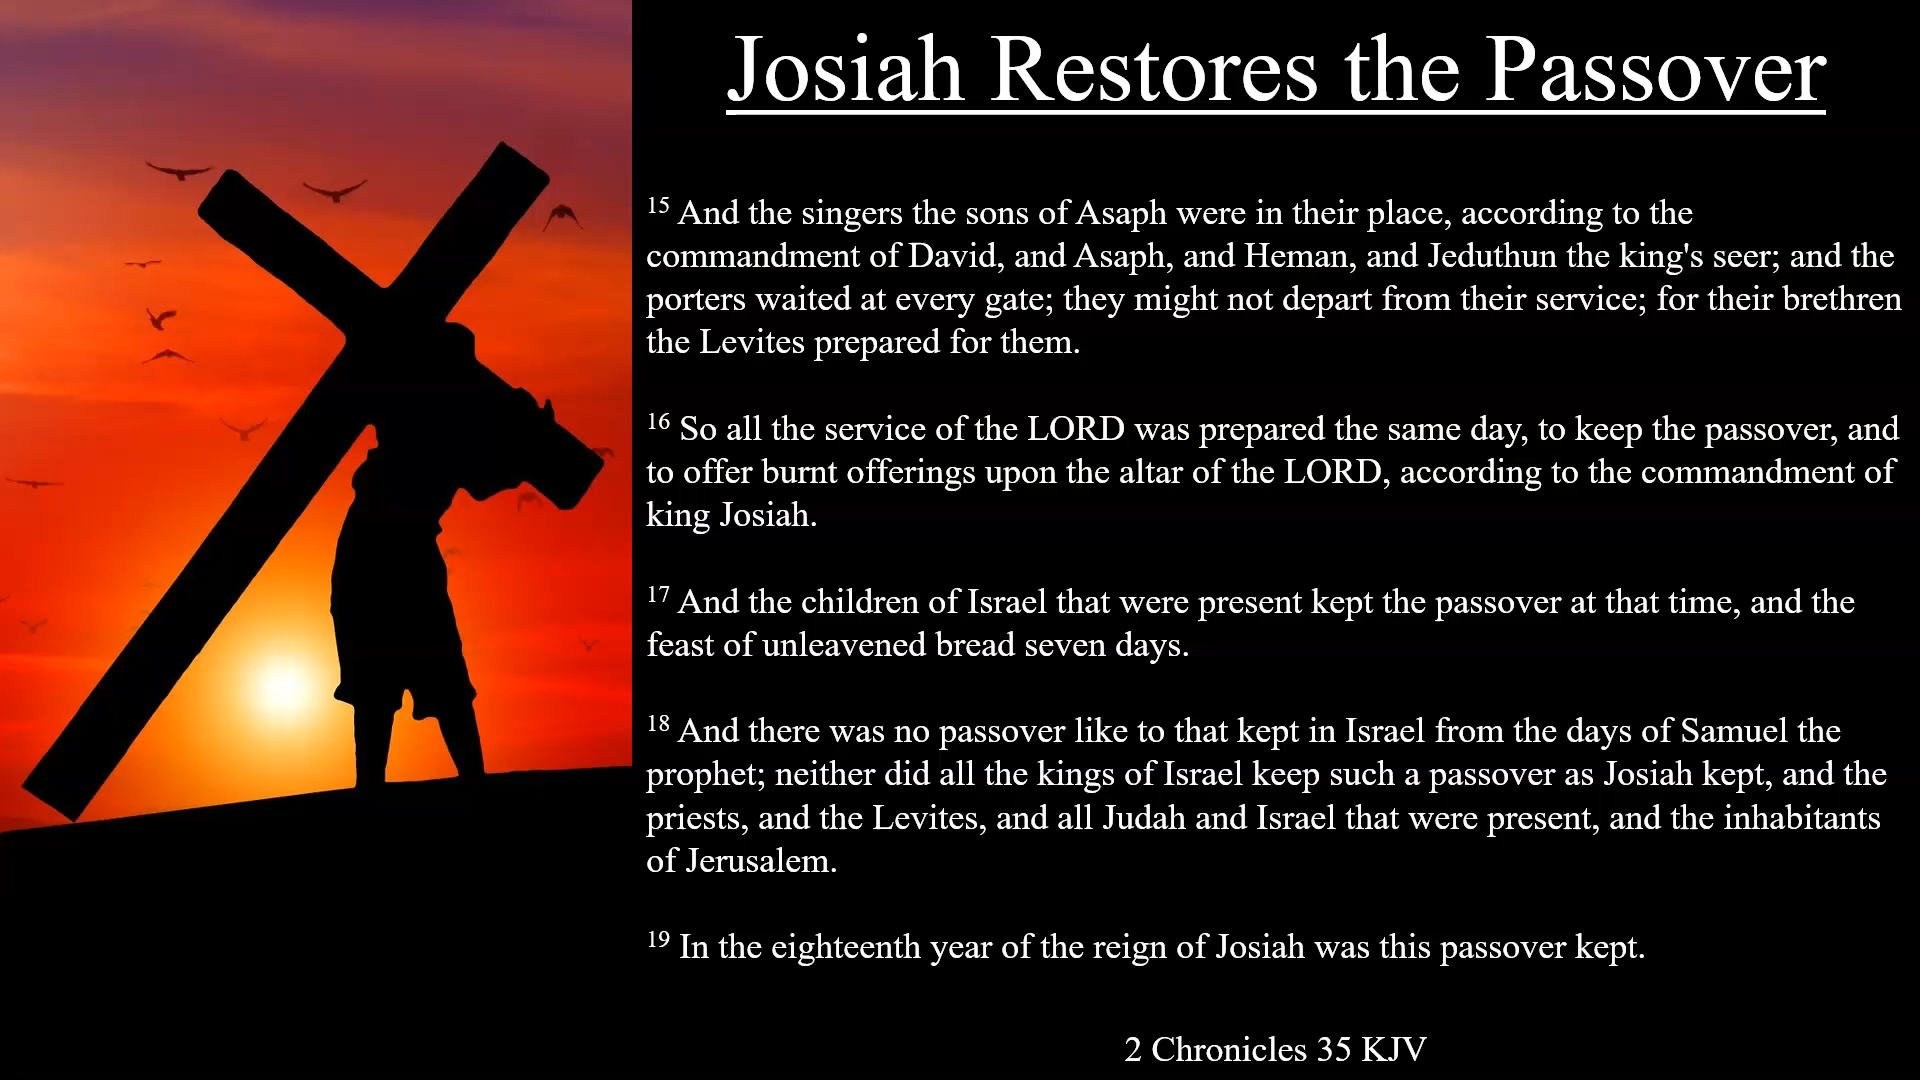 Josiah Restores the Passover
15 And the singers the sons of Asaph were in their place, according to the
commandment of David, and Asaph, and Heman, and Jeduthun the king's seer; and the
porters waited at every gate; they might not depart from their service; for their brethren
the Levites prepared for them.
16 So all the service of the LORD was prepared the same day, to keep the passover, and
to offer burnt offerings upon the altar of the LORD, according to the commandment of
king Josiah.
17 And the children of Israel that were present kept the passover at that time, and the
feast of unleavened bread seven days.
18 And there was no passover like to that kept in Israel from the days of Samuel the
prophet; neither did all the kings of Israel keep such a passover as Josiah kept, and the
priests, and the Levites, and all Judah and Israel that were present, and the inhabitants
of Jerusalem.
19 In the eighteenth year of the reign of Josiah was this passover kept.
2 Chronicles 35 KJV